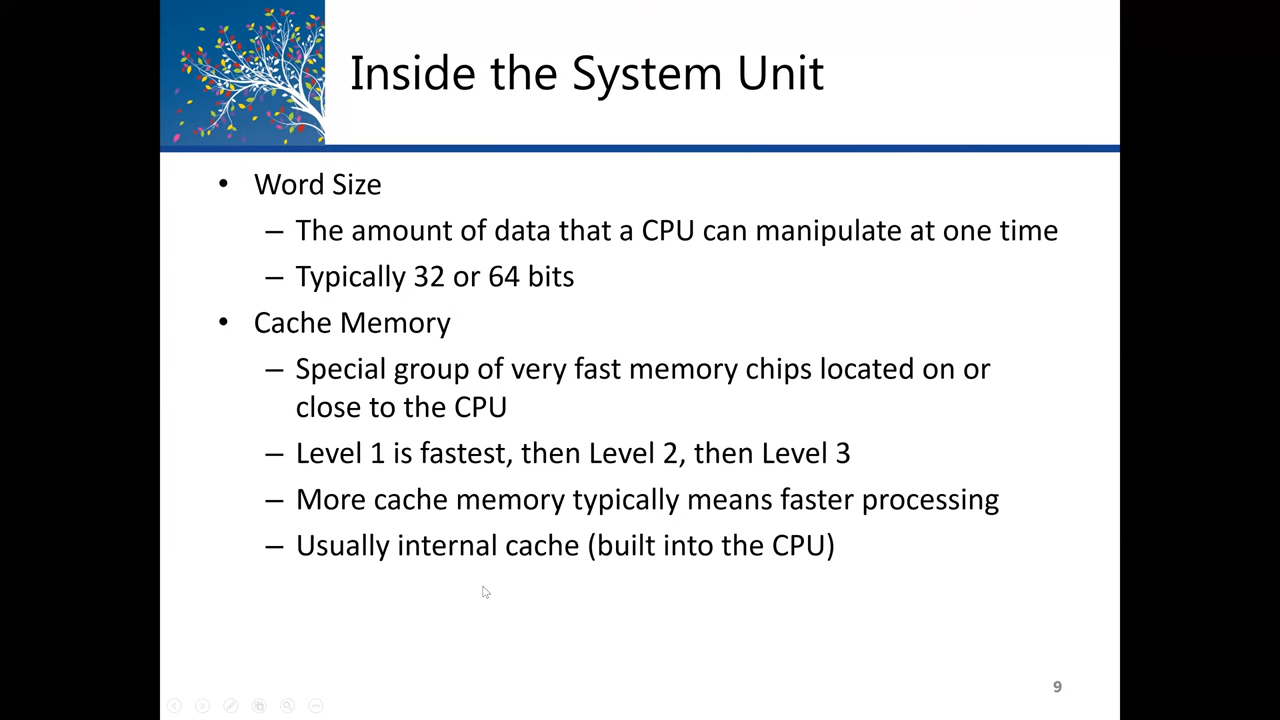 Inside the System Unit
• Word Size
– The amount of data that a CPU can manipulate at one time
– Typically 32 or 64 bits
• Cache Memory
– Special group of very fast memory chips located on or
close to the CPU
– Level 1 is fastest, then Level 2, then Level 3
– More cache memory typically means faster processing
– Usually internal cache (built into the CPU)
9